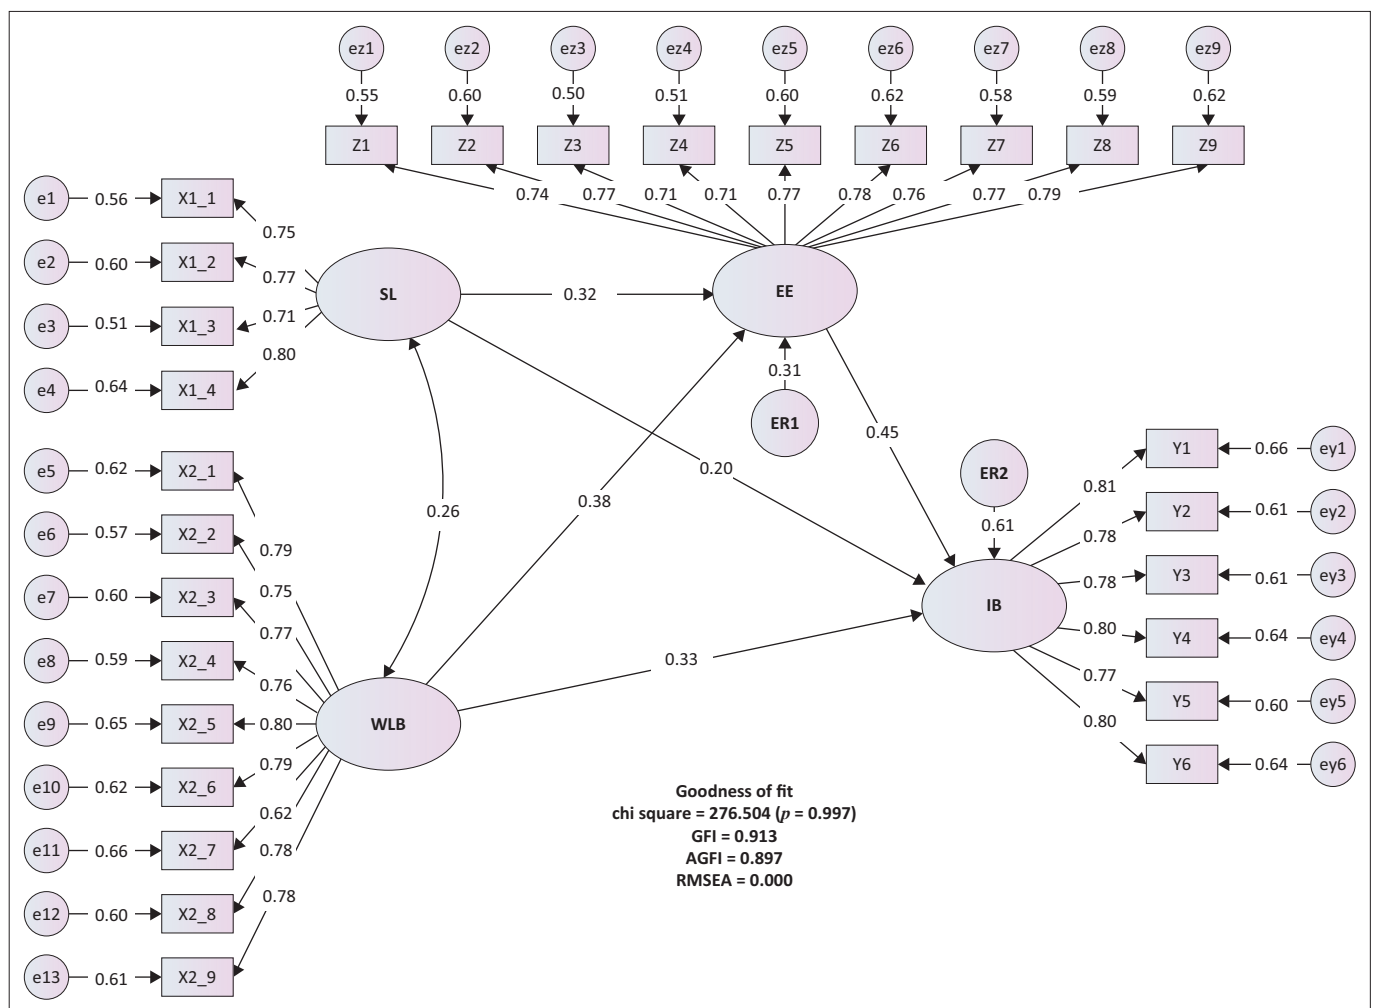 ez1 ez2 ez3 ez4 ez5 ez6 ez7 ez8 ez9
0.55 0.60 0.50 0.51 0.60 0.62 0.58 0.59 0.62
Z1 Z2 Z3 Z4 Z5 Z6 Z7 Z8 Z9
0.74 0.77 0.71 0.71 0.77 0.78 0.76 0.77 0.79
e1 0.56 X1_1
0.75
e2 0.60 X1_2
0.77
e3 0.51 X1_3
0.71
e4 0.64 X1_4
0.80
SL
0.32
EE
0.31
ER1
0.45
0.20
0.38
0.26
ER2
0.61
IB
0.33
WLB
e5 0.62 X2_1
0.79
e6 0.57 X2_2
0.75
e7 0.60 X2_3
0.77
e8 0.59 X2_4
0.76
e9 0.65 X2_5
0.80
e10 0.62 X2_6
0.79
e11 0.66 X2_7
0.62
e12 0.60 X2_8
0.78
e13 0.61 X2_9
0.78
0.81 Y1 0.66 ey1
0.78 Y2 0.61 ey2
0.78 Y3 0.61 ey3
0.80 Y4 0.64 ey4
0.77 Y5 0.60 ey5
0.80 Y6 0.64 ey6
Goodness of fit
chi square = 276.504 (p = 0.997)
GFI = 0.913
AGFI = 0.897
RMSEA = 0.000